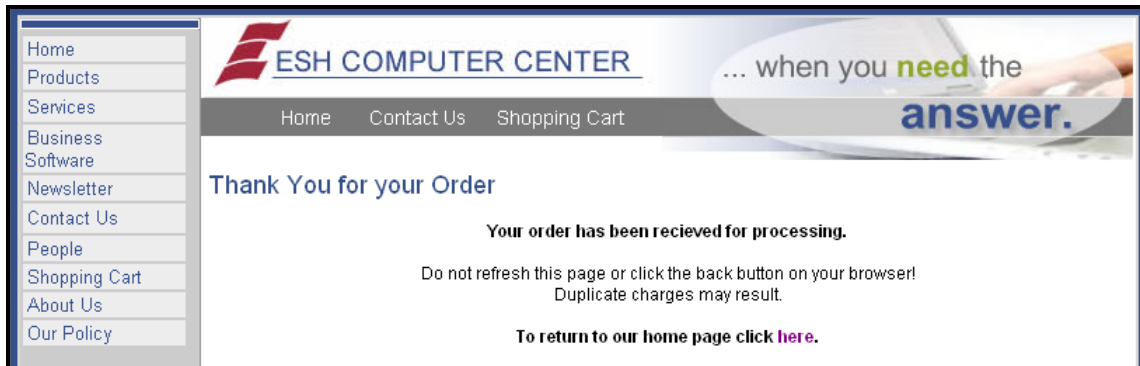 Home
Products
Services
Business
Software
Newsletter
Contact Us
People
Shopping Cart
About Us
Our Policy
ESH COMPUTER CENTER
... when you need the
answer.
Home Contact Us Shopping Cart
Thank You for your Order
Your order has been recieved for processing.
Do not refresh this page or click the back button on your browser!
Duplicate charges may result.
To return to our home page click here.